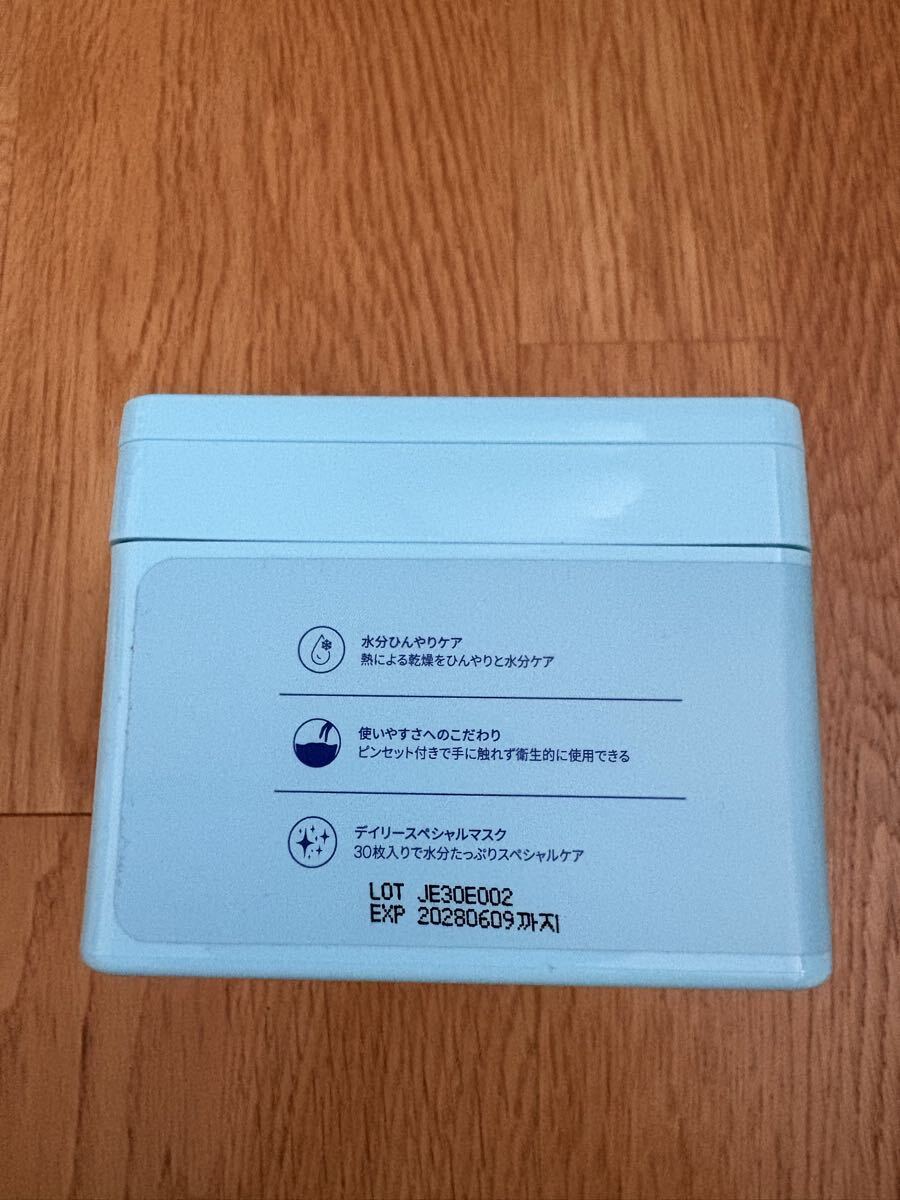 水分ひんやりケア
熱による乾燥をひんやりと水分ケア
使いやすさへのこだわり
ピンセット付きで手に触れず衛生的に使用できる
デイリースペシャルマスク
30枚入りで水分たっぷりスペシャルケア
LOT JE30E002
EXP 20280609까지